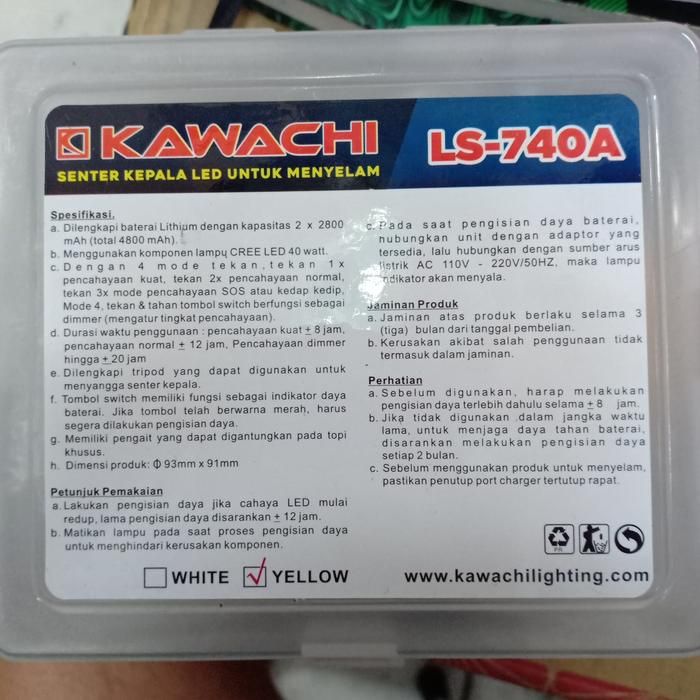 KAWACHI
SENTER KEPALA LED UNTUK MENYELAM
LS-740A
Spesifikasi,
a. Dilengkapi baterai Lithium dengan kapasitas 2 x 2800
mAh (total 4800 mAh).
b. Menggunakan komponen lampu CREE LED 40 watt.
c. Dengan 4 mode tekan, tekan 1x
pencahayaan kuat, tekan 2x pencahayaan normal,
tekan 3x mode pencahayaan SOS atau kedap kedip,
Mode 4, tekan & tahan tombol switch berfungsi sebagai
dimmer (mengatur tingkat pencahayaan).
d. Durasi waktu penggunaan : pencahayaan kuat ± 8 jam,
pencahayaan normal ± 12 jam, Pencahayaan dimmer
hingga ± 20 jam
e. Dilengkapi tripod yang dapat digunakan untuk
menyangga senter kepala.
f. Tombol switch memiliki fungsi sebagai indikator daya
baterai. Jika tombol telah berwarna merah, harus
segera dilakukan pengisian daya.
g. Memiliki pengait yang dapat digantungkan pada topi
khusus.
h. Dimensi produk: Φ 93mm x 91mm
Petunjuk Pemakaian
a. Lakukan pengisian daya jika cahaya LED mulai
redup, lama pengisian daya disarankan ± 12 jam.
b. Matikan lampu pada saat proses pengisian daya
untuk menghindari kerusakan komponen.
c. Pada saat pengisian daya baterai,
hubungkan unit dengan adaptor yang
tersedia, lalu hubungkan dengan sumber arus
listrik AC 110V - 220V/50HZ, maka lampu
indikator akan menyala.
Jaminan Produk
a. Jaminan atas produk berlaku selama 3
(tiga) bulan dari tanggal pembelian.
b. Kerusakan akibat salah penggunaan tidak
termasuk dalam jaminan.
Perhatian
a. Sebelum digunakan, harap melakukan
pengisian daya terlebih dahulu selama ± 8 jam.
b. Jika tidak digunakan dalam jangka waktu
lama, untuk menjaga daya tahan baterai,
disarankan melakukan pengisian daya
setiap 2 bulan.
c. Sebelum menggunakan produk untuk menyelam,
pastikan penutup port charger tertutup rapat.
WHITE YELLOW
www.kawachilighting.com